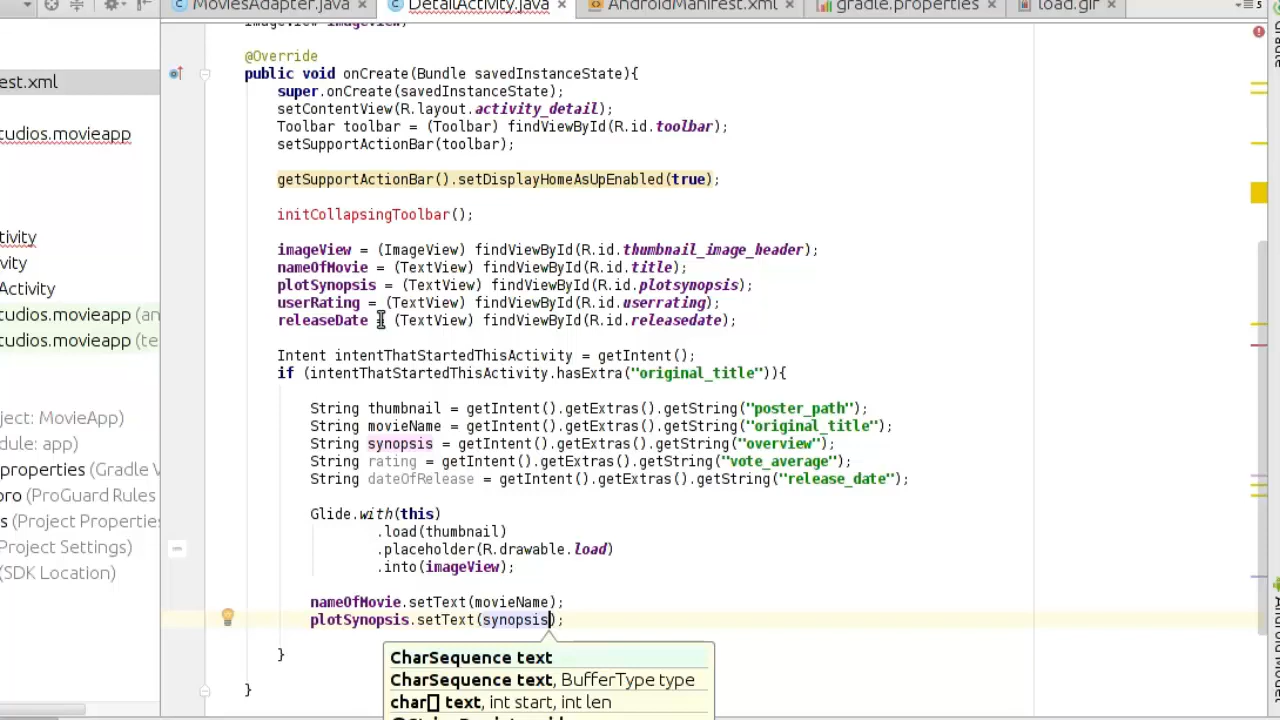 MoviesAdapter.java
DetailActivity.java
AndroidManifest.xml
gradle.properties
load.gif
5
@Override
public void onCreate(Bundle savedInstanceState){
super.onCreate(savedInstanceState);
setContentView(R.layout.activity_detail);
Toolbar toolbar = (Toolbar) findViewById(R.id.toolbar);
setSupportActionBar(toolbar);
getSupportActionBar().setDisplayHomeAsUpEnabled(true);
initCollapsingToolbar();
imageView = (ImageView) findViewById(R.id.thumbnail_image_header);
nameOfMovie = (TextView) findViewById(R.id.title);
plotSynopsis = (TextView) findViewById(R.id.plotsynopsis);
userRating = (TextView) findViewById(R.id.userrating);
releaseDate = (TextView) findViewById(R.id.releasedate);
Intent intentThatStartedThisActivity = getIntent();
if (intentThatStartedThisActivity.hasExtra("original_title")){
String thumbnail = getIntent().getExtras().getString("poster_path");
String movieName = getIntent().getExtras().getString("original_title");
String synopsis = getIntent().getExtras().getString("overview");
String rating = getIntent().getExtras().getString("vote_average");
String dateOfRelease = getIntent().getExtras().getString("release_date");
Glide.with(this)
.load(thumbnail)
.placeholder(R.drawable.load)
.into(imageView);
nameOfMovie.setText(movieName);
plotSynopsis.setText(synopsis);
}
}
CharSequence text
CharSequence text, BufferType type
char[] text, int start, int len
est.xml
tudios.movieapp
tivity
vity
Activity
tudios.movieapp (an
tudios.movieapp (te
ject: MovieApp)
dule: app)
properties (Gradle V
pro (ProGuard Rules
s (Project Properties
Project Settings)
(SDK Location)